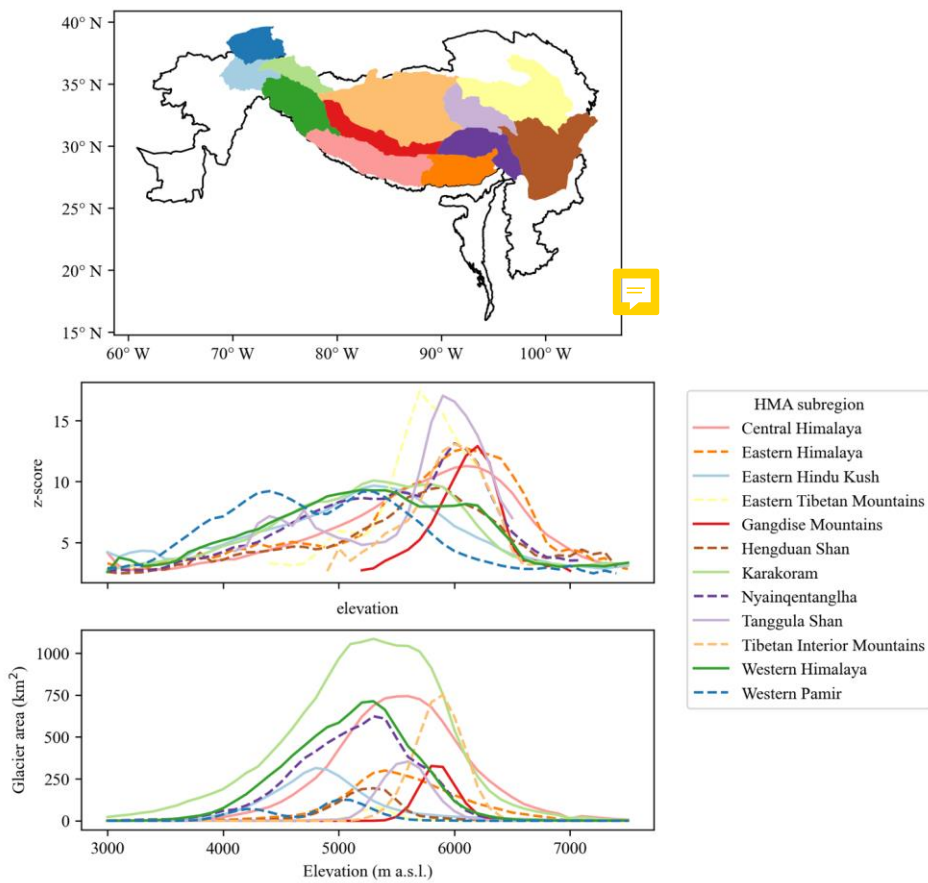 40° N
35° N
30° N
25° N
20° N
15° N
60° W 70° W 80° W 90° W 100° W
15
10
5
z-score
elevation
HMA subregion
Central Himalaya
Eastern Himalaya
Eastern Hindu Kush
Eastern Tibetan Mountains
Gangdise Mountains
Hengduan Shan
Karakoram
Nyainqentanglha
Tanggula Shan
Tibetan Interior Mountains
Western Himalaya
Western Pamir
1000
750
500
250
0
Glacier area (km²)
3000 4000 5000 6000 7000
Elevation (m a.s.l.)